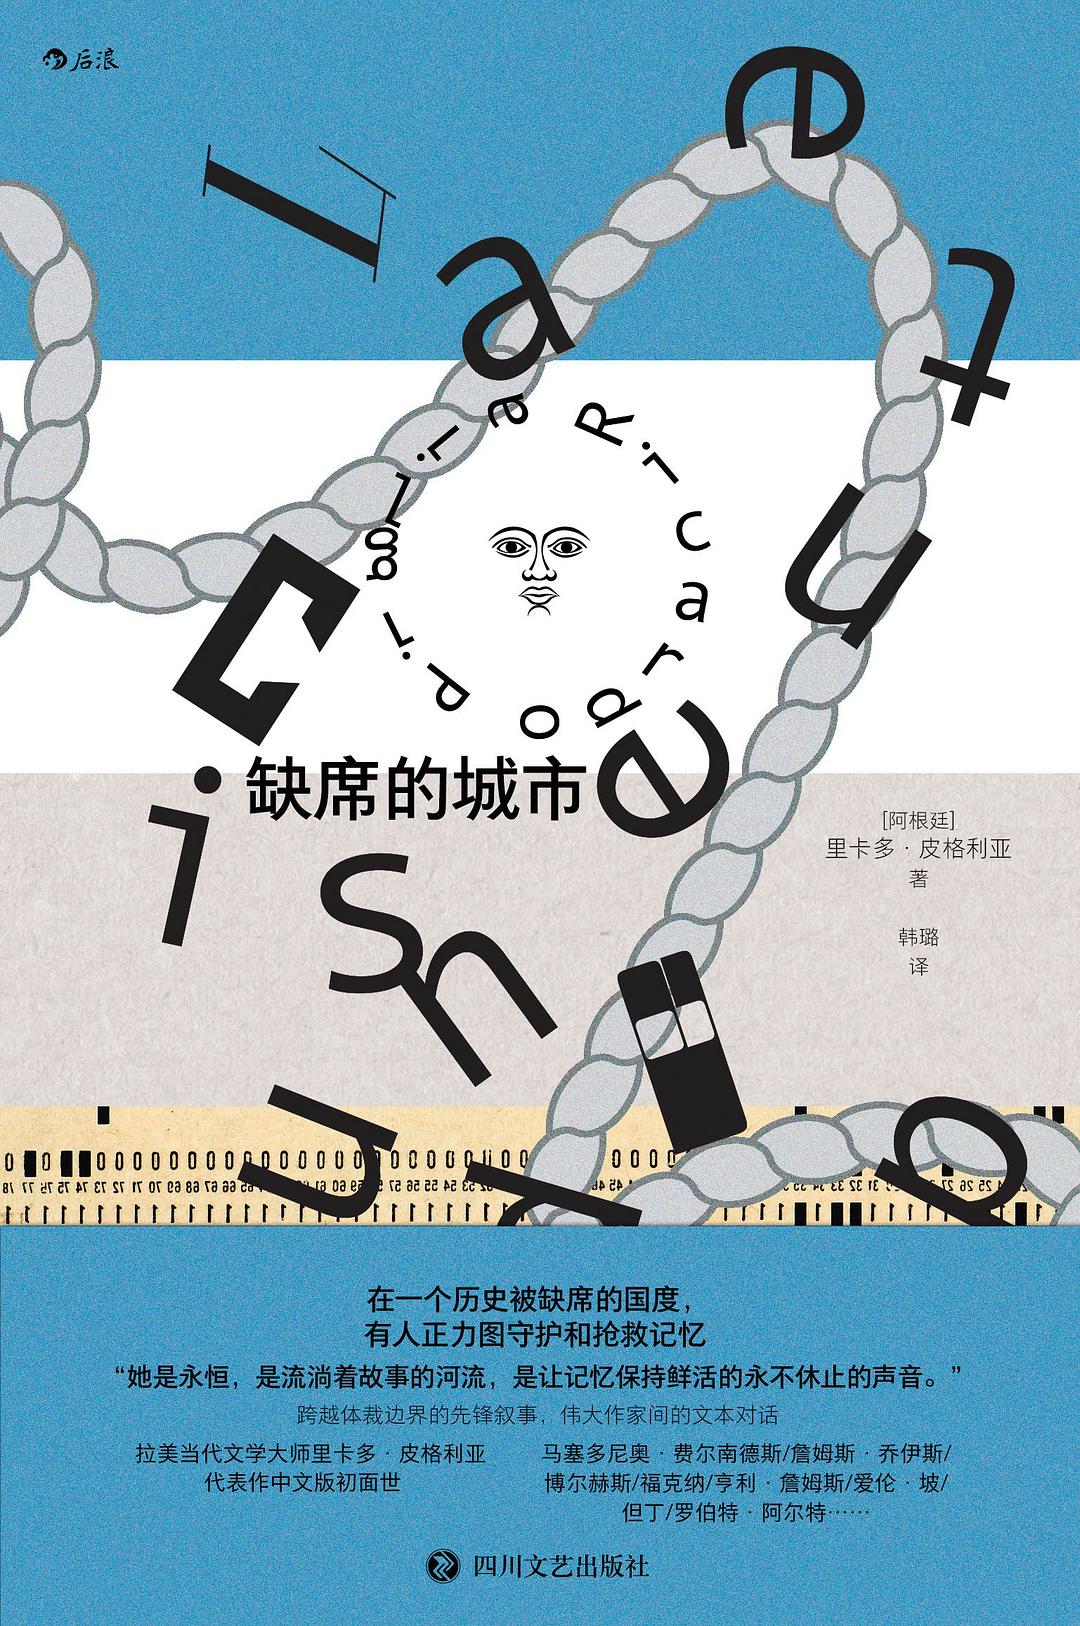 后浪
La ciudad ausente
Ricardo Piglia
缺席的城市
[阿根廷]
里卡多·皮格利亚
著
韩璐
译
在一个历史被缺席的国度，
有人正力图守护和抢救记忆
“她是永恒，是流淌着故事的河流，是让记忆保持鲜活的永不休止的声音。”
跨越体裁边界的先锋叙事，伟大作家间的文本对话
拉美当代文学大师里卡多·皮格利亚
代表作中文版初面世
马塞多尼奥·费尔南德斯/詹姆斯·乔伊斯/
博尔赫斯/福克纳/亨利·詹姆斯/爱伦·坡/
但丁/罗伯特·阿尔特……
四川文艺出版社